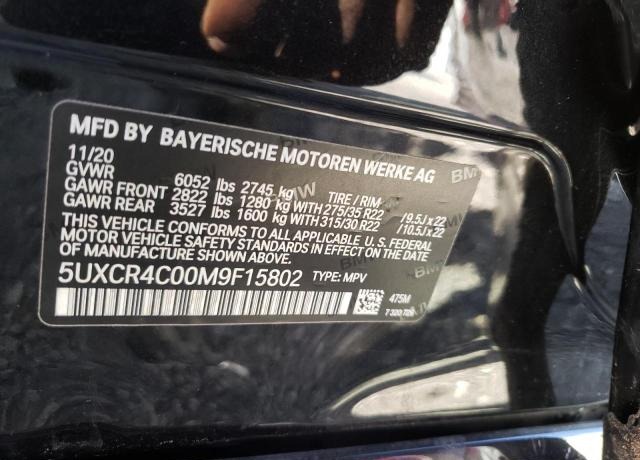 MFD BY BAYERISCHE MOTOREN WERKE AG
11/20
GVWR 6052 lbs 2745 kg TIRE / RIM
GAWR FRONT 2822 lbs 1280 kg WITH 275/35 R22 /9.5J x 22
GAWR REAR 3527 lbs 1600 kg WITH 315/30 R22 /10.5J x 22
THIS VEHICLE CONFORMS TO ALL APPLICABLE U.S. FEDERAL
MOTOR VEHICLE SAFETY STANDARDS IN EFFECT ON THE DATE
OF MANUFACTURE SHOWN ABOVE.
5UXCR4C00M9F15802 TYPE: MPV
475M